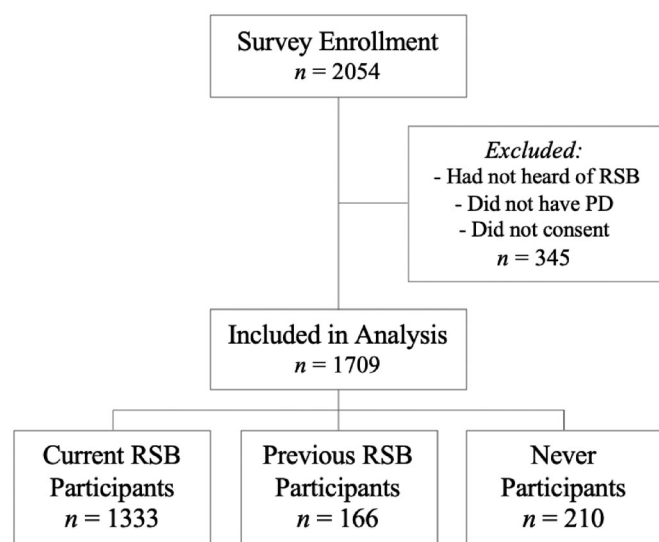 Survey Enrollment
n = 2054
Excluded:
- Had not heard of RSB
- Did not have PD
- Did not consent
n = 345
Included in Analysis
n = 1709
Current RSB
Participants
n = 1333
Previous RSB
Participants
n = 166
Never
Participants
n = 210